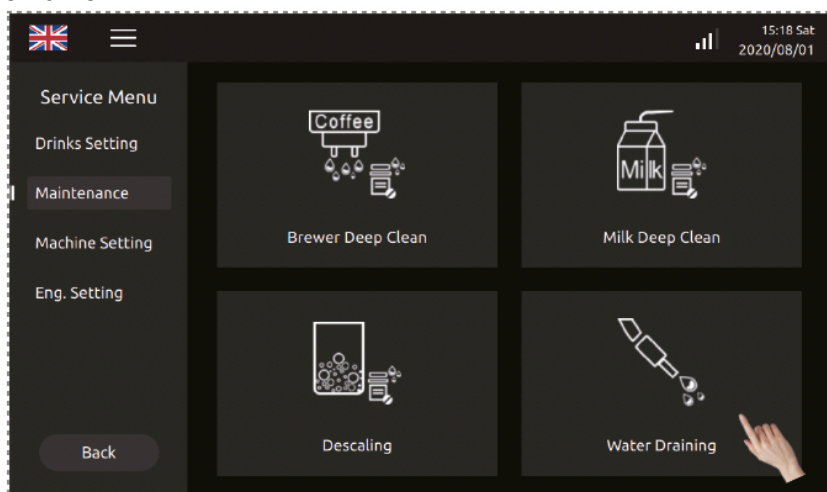 15:18 Sat
2020/08/01
Service Menu
Drinks Setting
Maintenance
Machine Setting
Eng. Setting
Back
Coffee
Brewer Deep Clean
Milk
Milk Deep Clean
Descaling
Water Draining